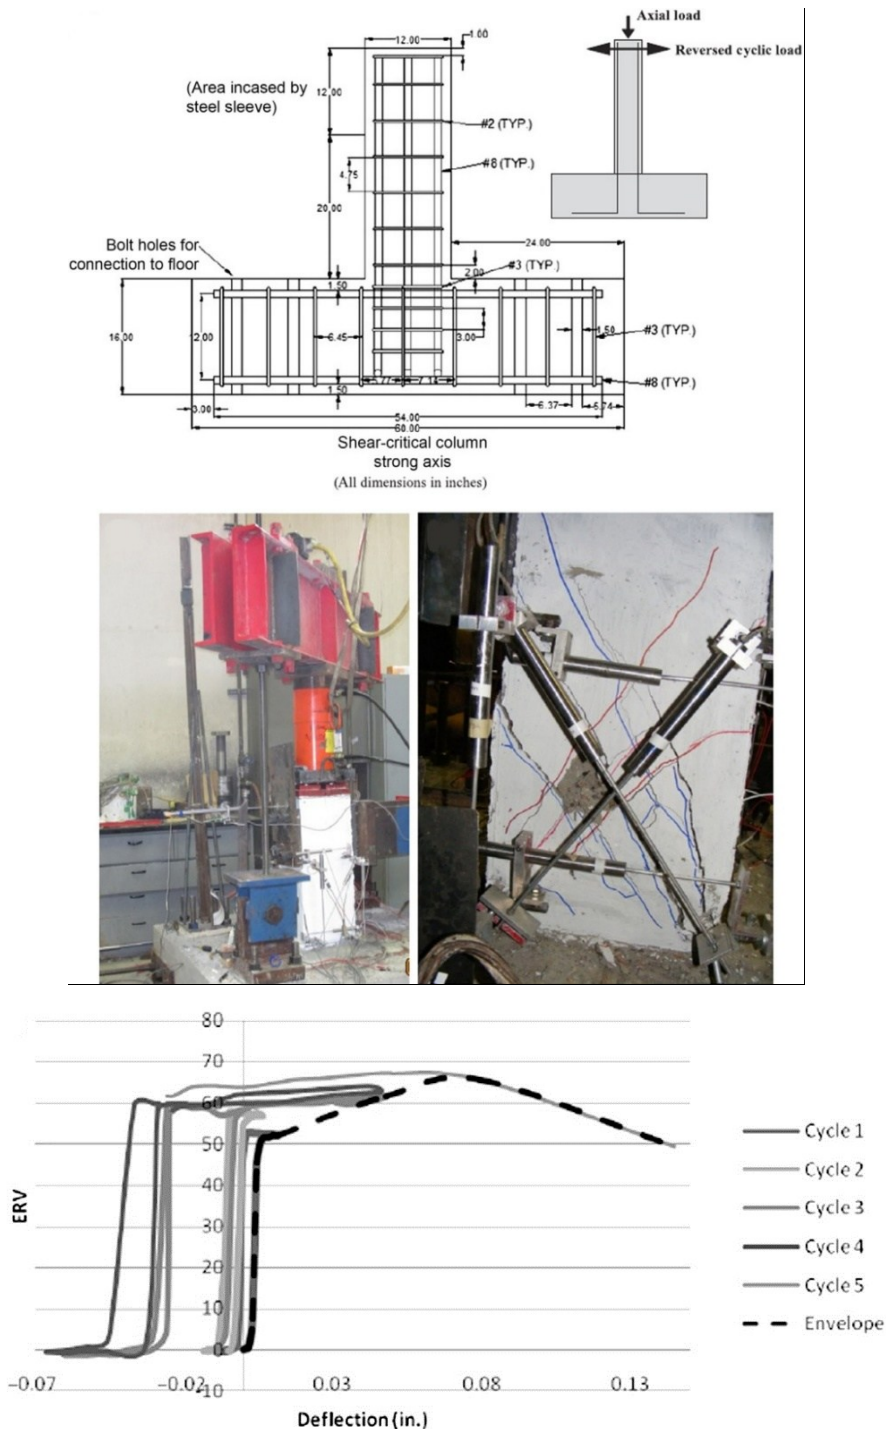 Axial load
Reversed cyclic load
1.00
12.00
(Area incased by
steel sleeve)
12.00
#2 (TYP.)
#8 (TYP.)
4.75
20.00
24.00
Bolt holes for
connection to floor
#3 (TYP.)
2.00
1.50
16.00
12.00
6.45
3.00
1.50
#3 (TYP.)
5.77
7.14
#8 (TYP.)
1.50
3.00
6.37
5.74
54.00
60.00
Shear-critical column
strong axis
(All dimensions in inches)
80
70
60
50
40
30
20
10
0
-10
ERV
−0.07
−0.02
0.03
0.08
0.13
Deflection (in.)
Cycle 1
Cycle 2
Cycle 3
Cycle 4
Cycle 5
Envelope